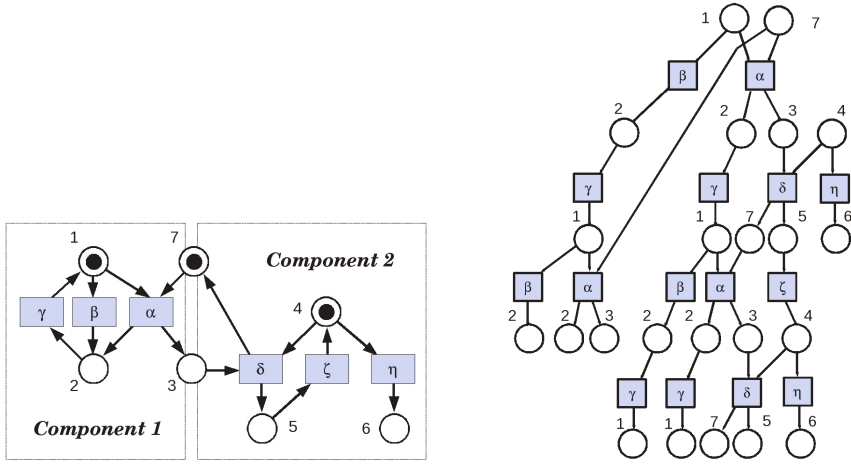 1 7
Component 2
γ β α
4
δ ζ η
2 3
5 6
Component 1
1 7
β α
2 2 3 4
γ γ δ η
1 1 7 5 6
β α β α ζ
2 2 3 2 2 3 4
γ γ δ η
1 1 7 5 6